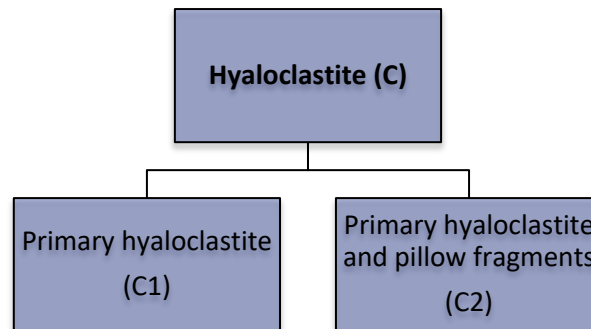 Hyaloclastite (C)
Primary hyaloclastite
(C1)
Primary hyaloclastite
and pillow fragments
(C2)